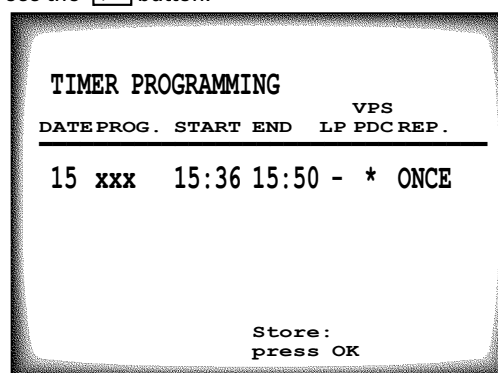 button.
TIMER PROGRAMMING
VPS
DATE PROG. START END LP PDC REP.
15 xxx 15:36 15:50 - * ONCE
Store:
press OK